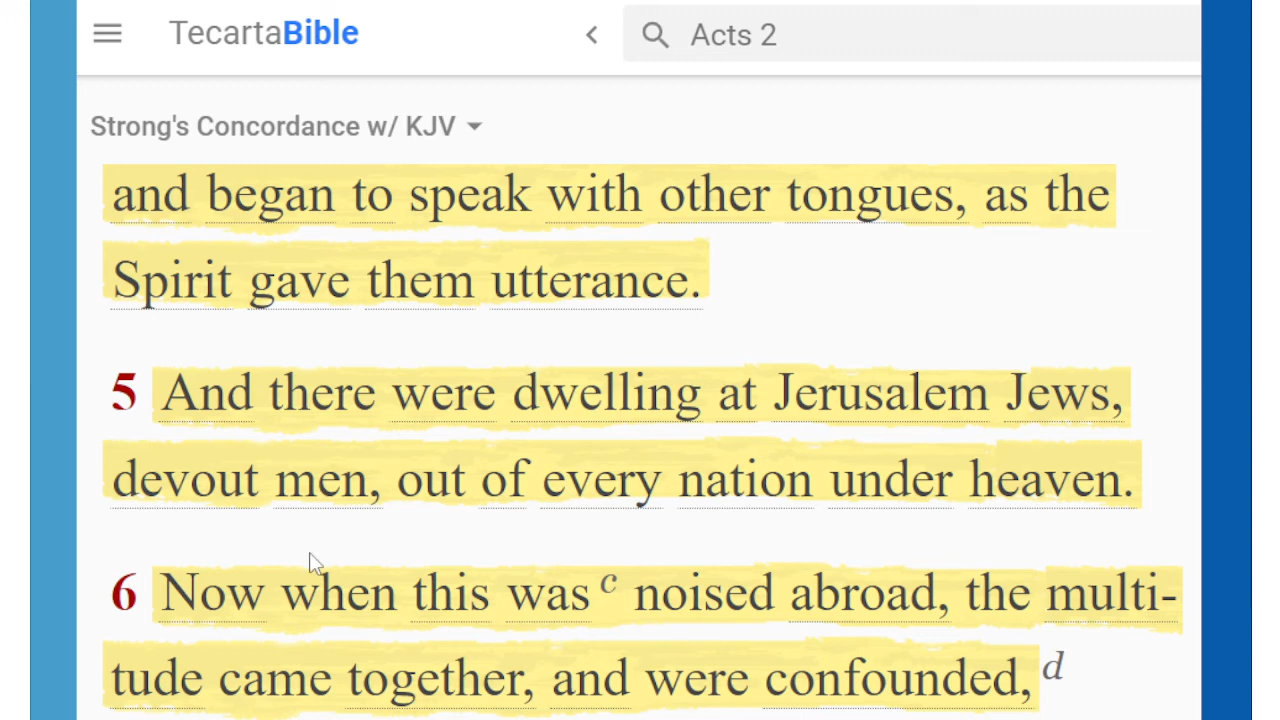 TecartaBible
Acts 2
Strong's Concordance w/ KJV
and began to speak with other tongues, as the
Spirit gave them utterance.
5 And there were dwelling at Jerusalem Jews,
devout men, out of every nation under heaven.
6 Now when this was c noised abroad, the multi-
tude came together, and were confounded, d